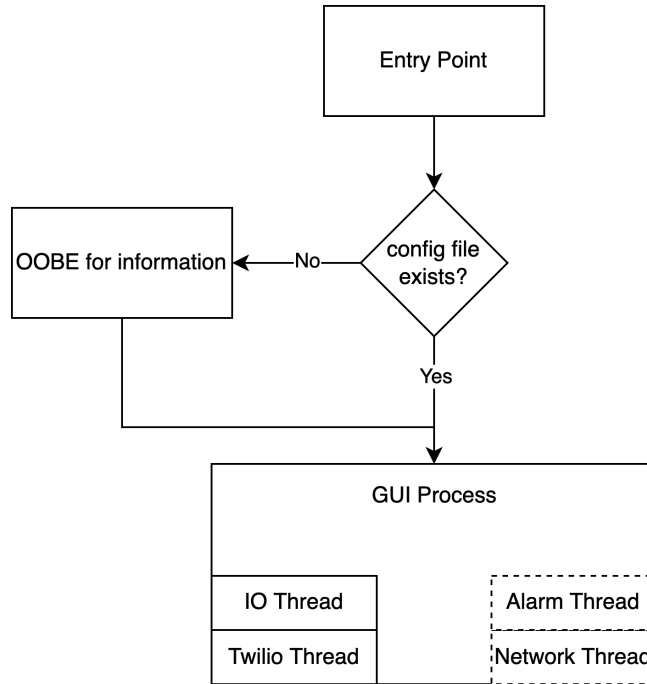 Entry Point
config file
exists?
No
OOBE for information
Yes
GUI Process
IO Thread
Alarm Thread
Twilio Thread
Network Thread